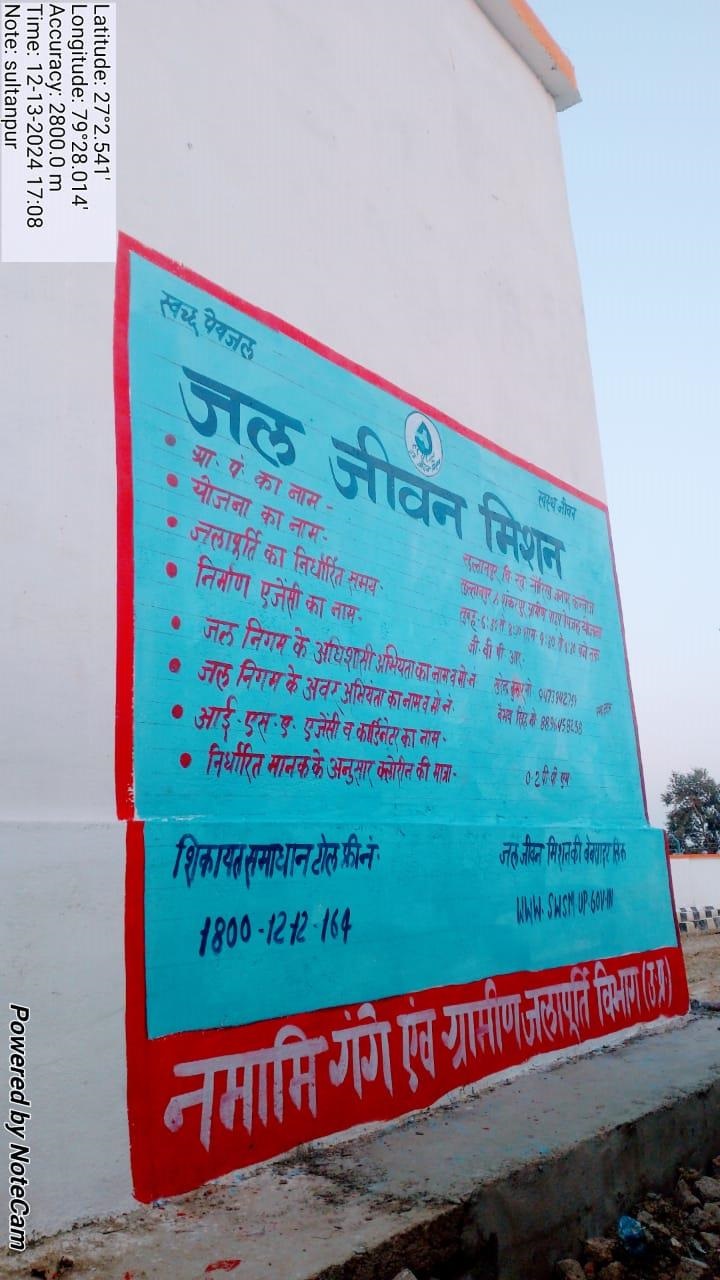 Latitude: 27°2.541'
Longitude: 79°28.014'
Accuracy: 2800.0 m
Time: 12-13-2024 17:08
Note: sultanpur
स्वच्छ पेयजल
जल जीवन मिशन
स्वस्थ जीवन
ग्रा. पं. का नाम -
योजना का नाम -
जलापूर्ति का निर्धारित समय -
निर्माण एजेंसी का नाम - जी. वी. पी. आर.
जल निगम के अधिशासी अभियंता का नाम व मो नं
जल निगम के अवर अभियंता का नाम व मो नं.
आई. एस. ए. एजेंसी व कार्डिनेटर का नाम -
निर्धारित मानक के अनुसार क्लोरीन की मात्रा - 0.2 पी पी एम
शिकायत समाधान टोल फ्री नं.
1800-1212-164
जल जीवन मिशन की वेबसाइट लिंक
WWW. SWSM UP.GOV.IN
नमामि गंगे एंव ग्रामीण जलापूर्ति विभाग (उ.प्र.)
Powered by NoteCam